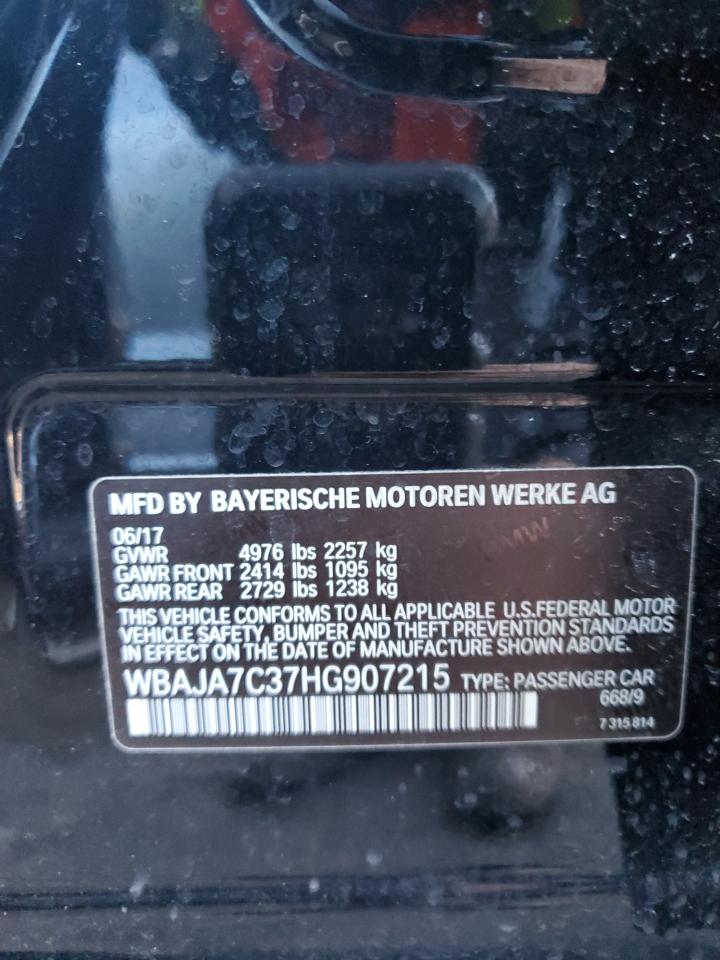 MFD BY BAYERISCHE MOTOREN WERKE AG
06/17
GVWR 4976 lbs 2257 kg
GAWR FRONT 2414 lbs 1095 kg
GAWR REAR 2729 lbs 1238 kg
THIS VEHICLE CONFORMS TO ALL APPLICABLE U.S.FEDERAL MOTOR
VEHICLE SAFETY, BUMPER AND THEFT PREVENTION STANDARDS
IN EFFECT ON THE DATE OF MANUFACTURE SHOWN ABOVE.
WBAJA7C37HG907215 TYPE: PASSENGER CAR
668/9
7 315 814
BMW